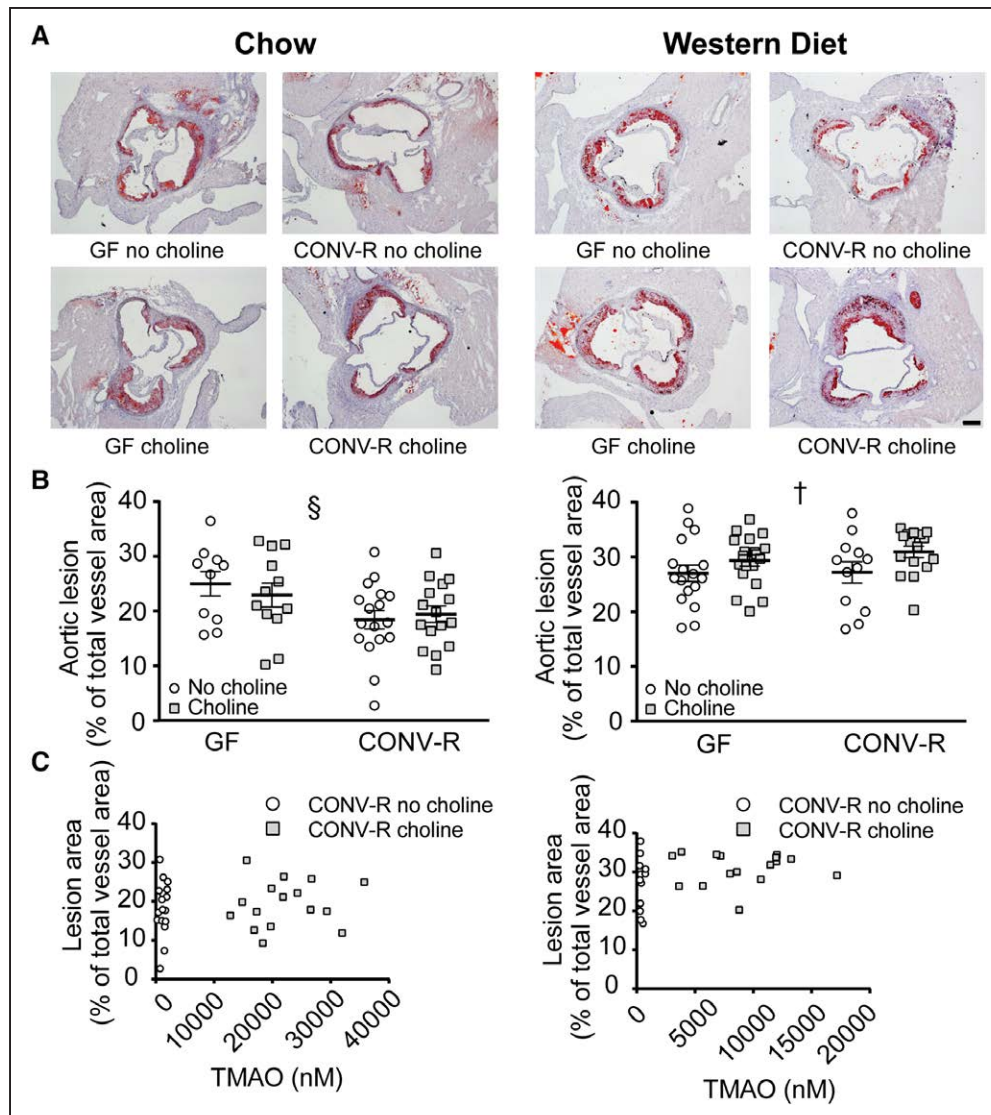 A
Chow
Western Diet
GF no choline
CONV-R no choline
GF no choline
CONV-R no choline
GF choline
CONV-R choline
GF choline
CONV-R choline
B
Aortic lesion
(% of total vessel area)
40
30
20
10
0
§
No choline
Choline
GF
CONV-R
Aortic lesion
(% of total vessel area)
40
30
20
10
0
†
No choline
Choline
GF
CONV-R
C
Lesion area
(% of total vessel area)
40
30
20
10
0
CONV-R no choline
CONV-R choline
0
10000
20000
30000
40000
TMAO (nM)
Lesion area
(% of total vessel area)
40
30
20
10
0
CONV-R no choline
CONV-R choline
0
5000
10000
15000
20000
TMAO (nM)